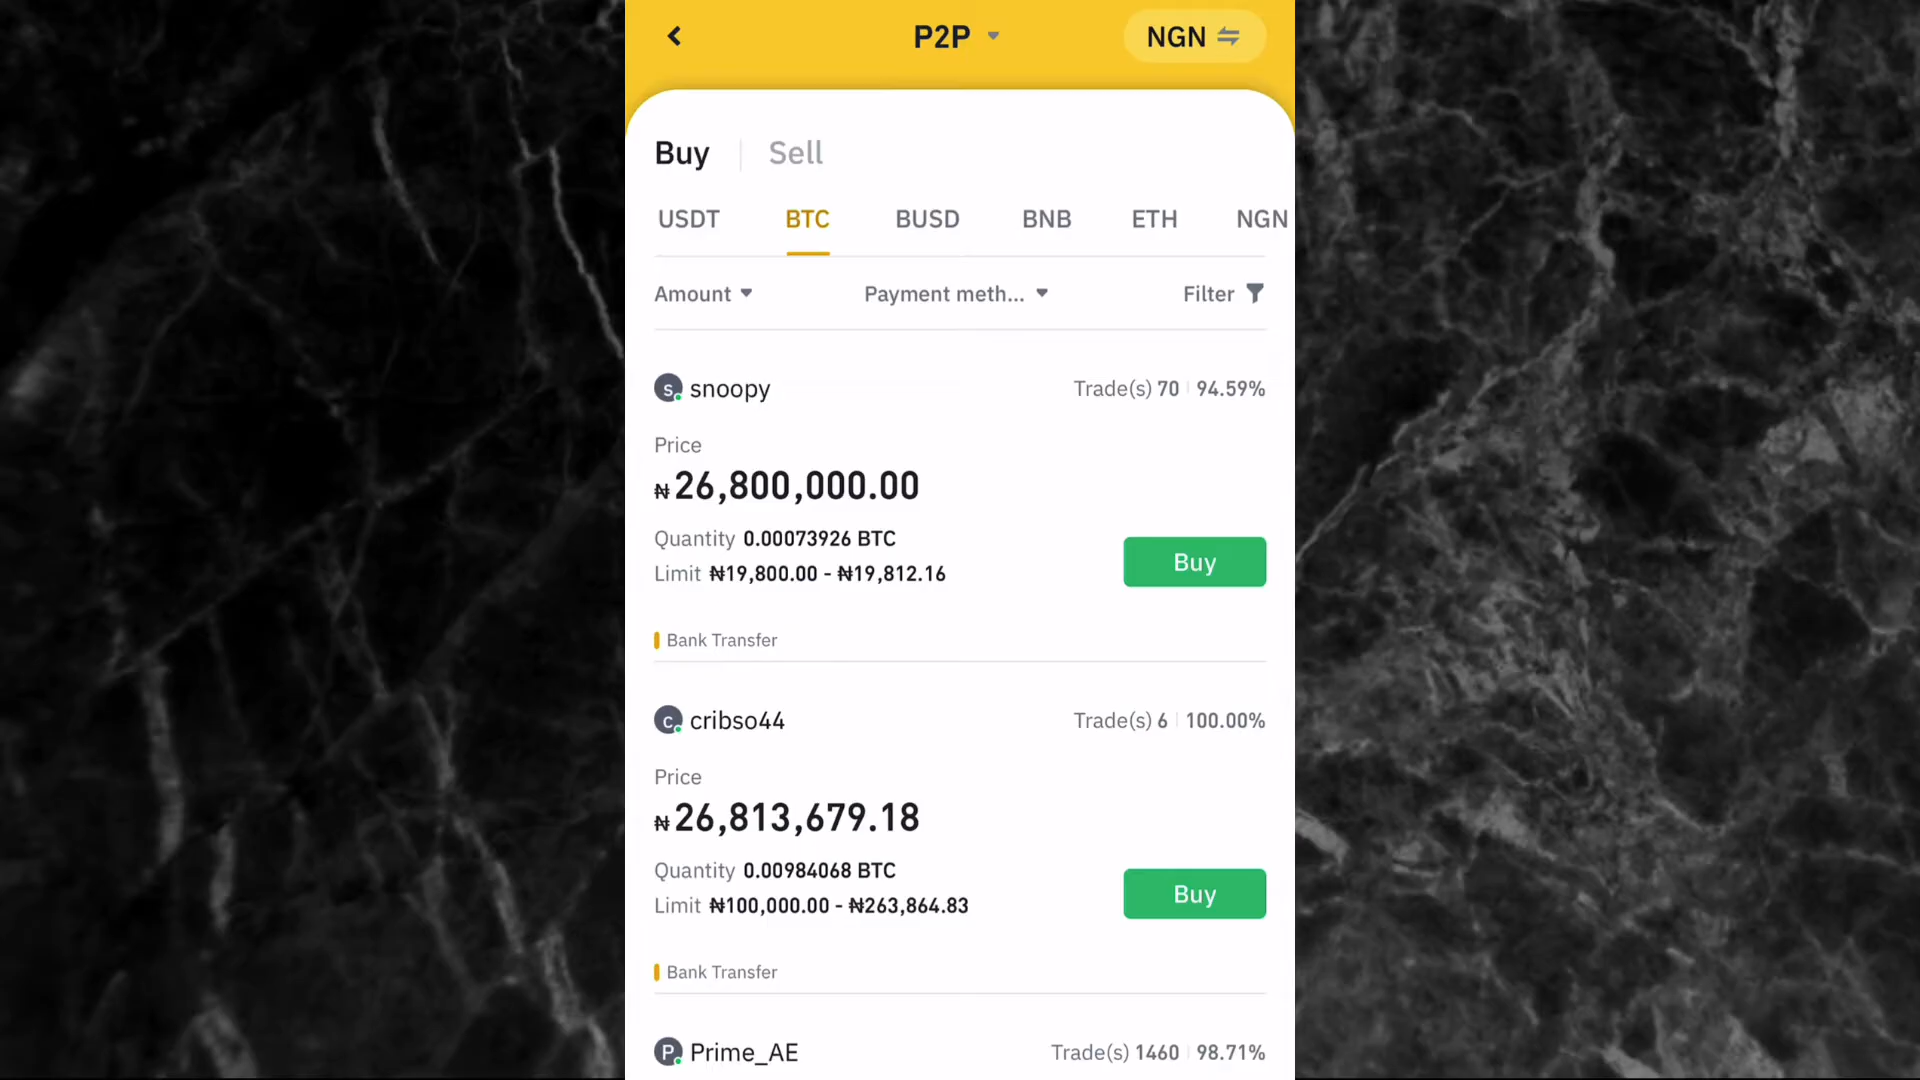 P2P
NGN
Buy Sell
USDT BTC BUSD BNB ETH NGN
Amount Payment meth... Filter
s snoopy Trade(s) 70 94.59%
Price
₦26,800,000.00
Quantity 0.00073926 BTC
Limit ₦19,800.00 - ₦19,812.16
Buy
Bank Transfer
c cribso44 Trade(s) 6 100.00%
Price
₦26,813,679.18
Quantity 0.00984068 BTC
Limit ₦100,000.00 - ₦263,864.83
Buy
Bank Transfer
P Prime_AE Trade(s) 1460 98.71%